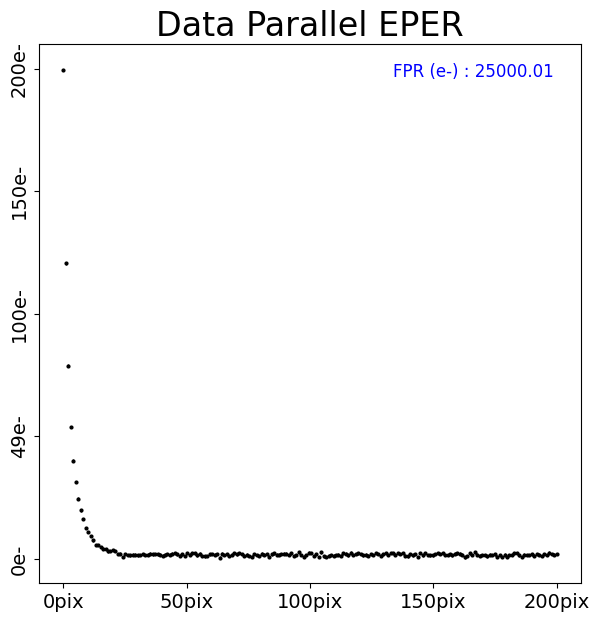 Data Parallel EPER
FPR (e-) : 25000.01
200e-
150e-
100e-
49e-
0e-
0pix 50pix 100pix 150pix 200pix